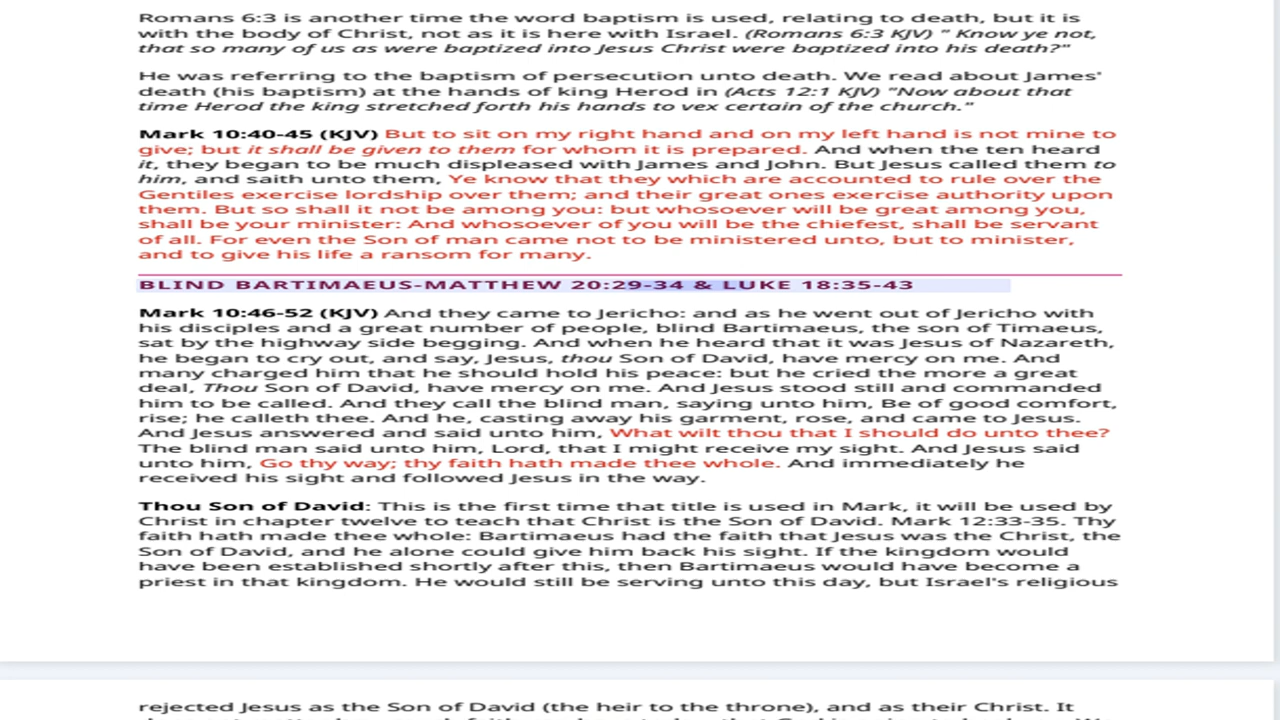 Romans 6:3 is another time the word baptism is used, relating to death, but it is
with the body of Christ, not as it is here with Israel. (Romans 6:3 KJV) " Know ye not,
that so many of us as were baptized into Jesus Christ were baptized into his death?"
He was referring to the baptism of persecution unto death. We read about James'
death (his baptism) at the hands of king Herod in (Acts 12:1 KJV) "Now about that
time Herod the king stretched forth his hands to vex certain of the church."
Mark 10:40-45 (KJV) But to sit on my right hand and on my left hand is not mine to
give; but it shall be given to them for whom it is prepared. And when the ten heard
it, they began to be much displeased with James and John. But Jesus called them to
him, and saith unto them, Ye know that they which are accounted to rule over the
Gentiles exercise lordship over them; and their great ones exercise authority upon
them. But so shall it not be among you: but whosoever will be great among you,
shall be your minister: And whosoever of you will be the chiefest, shall be servant
of all. For even the Son of man came not to be ministered unto, but to minister,
and to give his life a ransom for many.
BLIND BARTIMAEUS-MATTHEW 20:29-34 & LUKE 18:35-43
Mark 10:46-52 (KJV) And they came to Jericho: and as he went out of Jericho with
his disciples and a great number of people, blind Bartimaeus, the son of Timaeus,
sat by the highway side begging. And when he heard that it was Jesus of Nazareth,
he began to cry out, and say, Jesus, thou Son of David, have mercy on me. And
many charged him that he should hold his peace: but he cried the more a great
deal, Thou Son of David, have mercy on me. And Jesus stood still and commanded
him to be called. And they call the blind man, saying unto him, Be of good comfort,
rise; he calleth thee. And he, casting away his garment, rose, and came to Jesus.
And Jesus answered and said unto him, What wilt thou that I should do unto thee?
The blind man said unto him, Lord, that I might receive my sight. And Jesus said
unto him, Go thy way; thy faith hath made thee whole. And immediately he
received his sight and followed Jesus in the way.
Thou Son of David: This is the first time that title is used in Mark, it will be used by
Christ in chapter twelve to teach that Christ is the Son of David. Mark 12:33-35. Thy
faith hath made thee whole: Bartimaeus had the faith that Jesus was the Christ, the
Son of David, and he alone could give him back his sight. If the kingdom would
have been established shortly after this, then Bartimaeus would have become a
priest in that kingdom. He would still be serving unto this day, but Israel's religious
rejected Jesus as the Son of David (the heir to the throne), and as their Christ. It